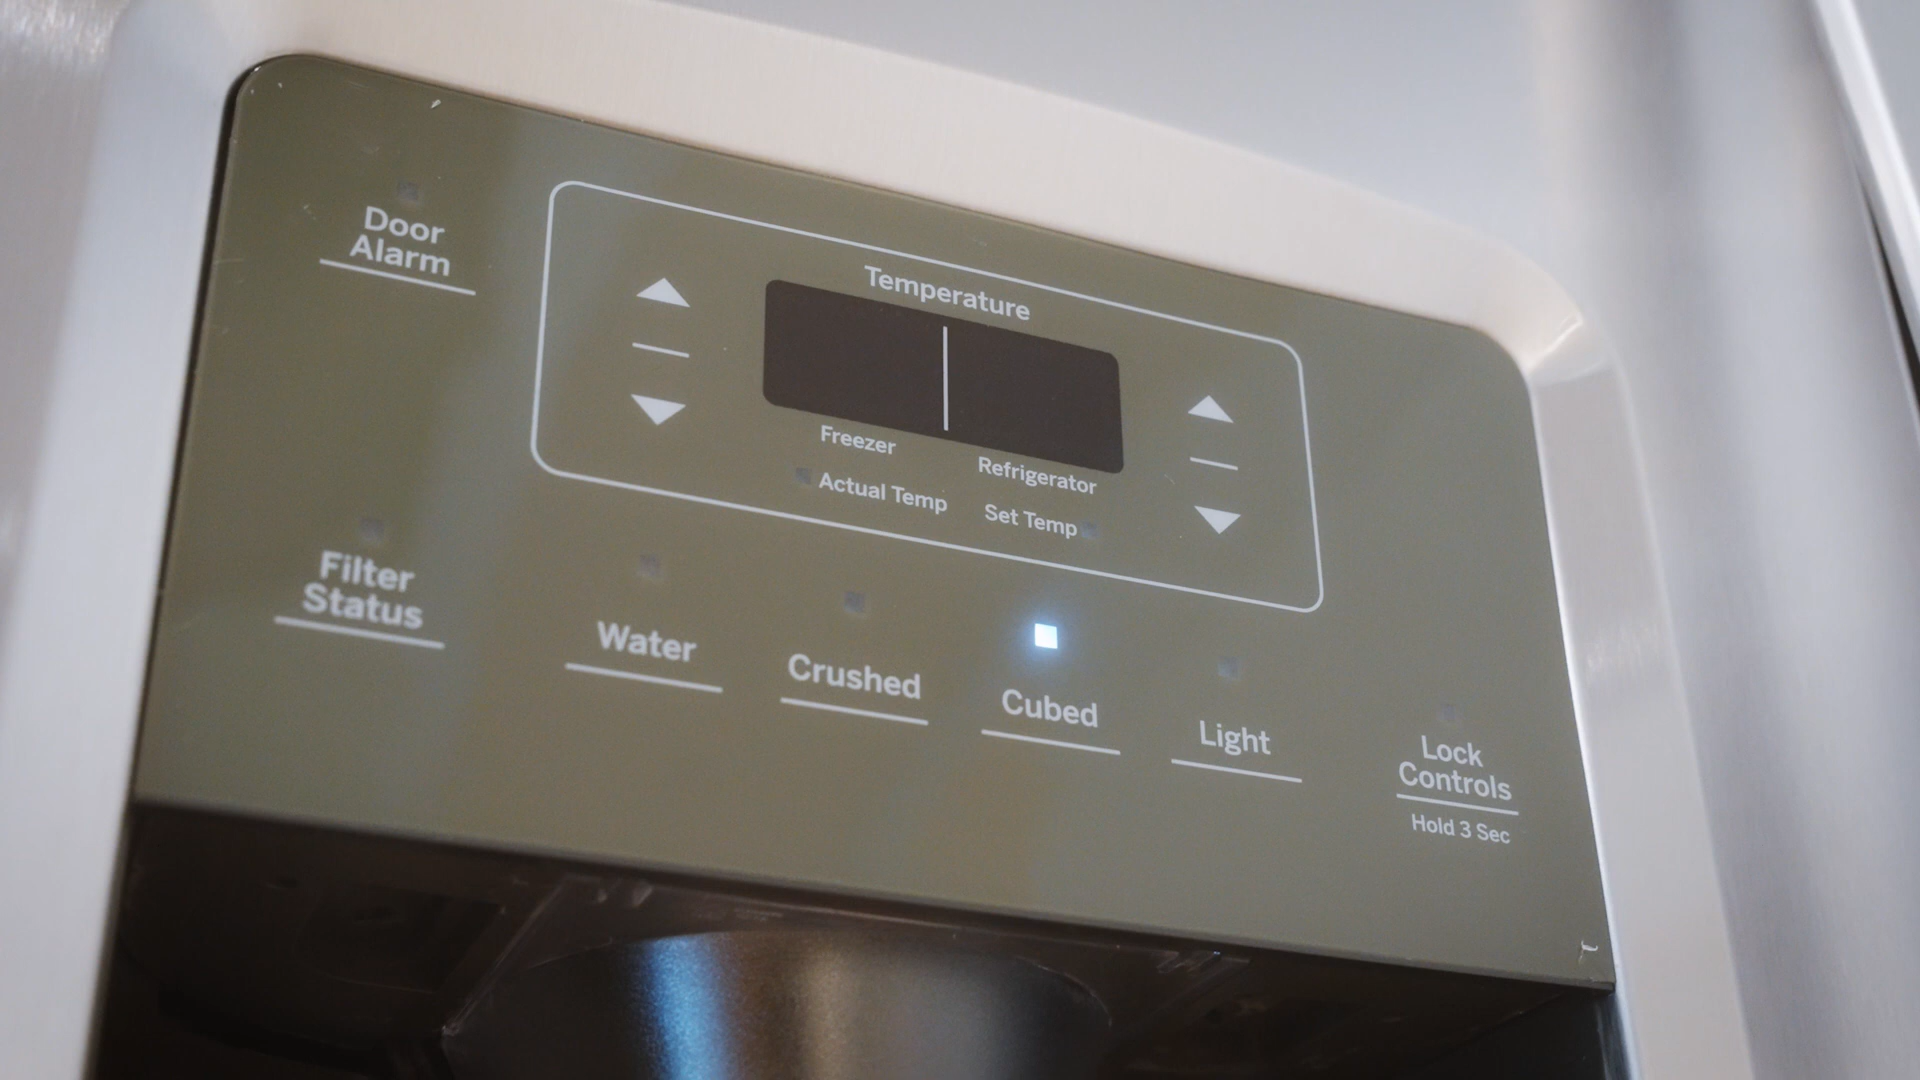 Door
Alarm
Temperature
Freezer
Refrigerator
Actual Temp
Set Temp
Filter
Status
Water
Crushed
Cubed
Light
Lock
Controls
Hold 3 Sec